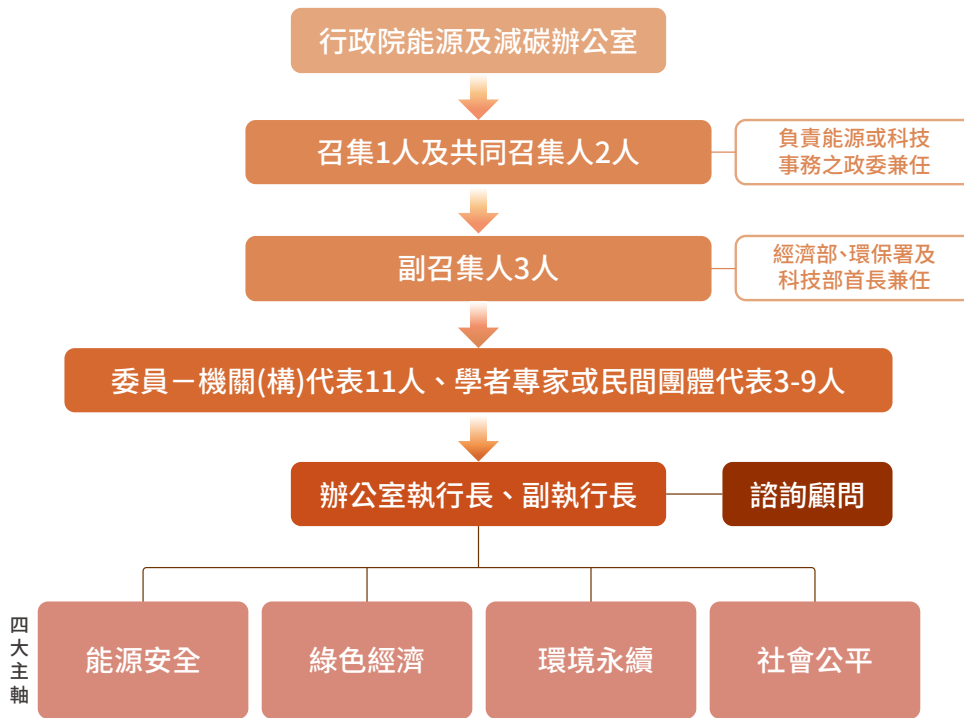 行政院能源及減碳辦公室
召集1人及共同召集人2人
負責能源或科技
事務之政委兼任
副召集人3人
經濟部、環保署及
科技部首長兼任
委員－機關(構)代表11人、學者專家或民間團體代表3-9人
辦公室執行長、副執行長
諮詢顧問
四大主軸
能源安全
綠色經濟
環境永續
社會公平